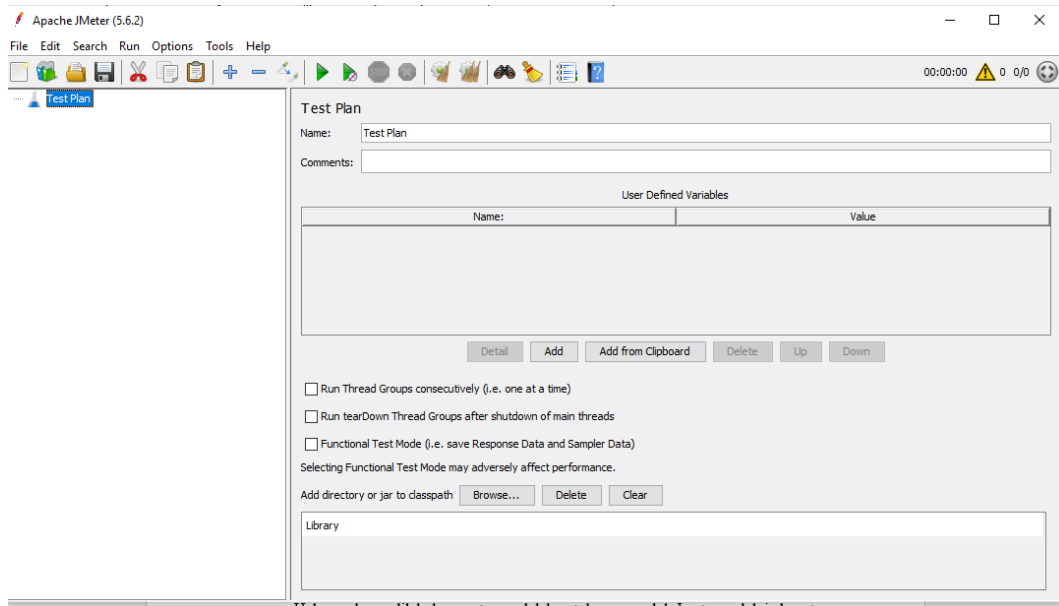 Apache JMeter (5.6.2)
File Edit Search Run Options Tools Help
00:00:00 0 0/0
Test Plan
Test Plan
Name: Test Plan
Comments:
User Defined Variables
Name: Value
Detail Add Add from Clipboard Delete Up Down
Run Thread Groups consecutively (i.e. one at a time)
Run tearDown Thread Groups after shutdown of main threads
Functional Test Mode (i.e. save Response Data and Sampler Data)
Selecting Functional Test Mode may adversely affect performance.
Add directory or jar to classpath Browse... Delete Clear
Library